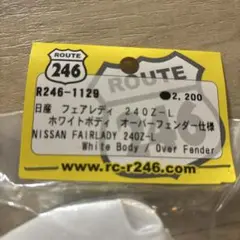 ROUTE
246
ROUTE
R246-1129 ●2,200
日産 フェアレディ 240Z-L
ホワイトボディ オーバーフェンダー仕様
NISSAN FAIRLADY 240Z-L
White Body / Over Fender
www.rc-r246.com